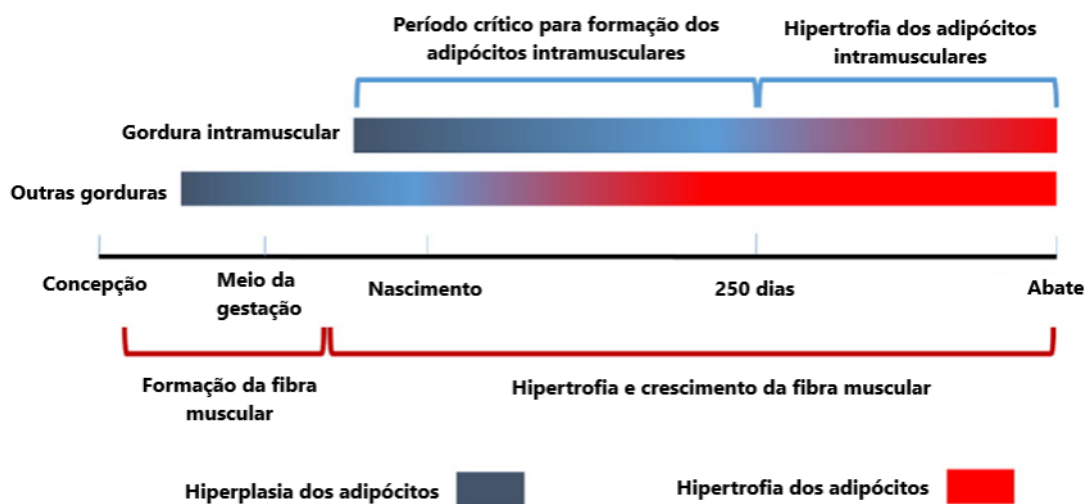 Período crítico para formação dos
adipócitos intramusculares
Hipertrofia dos adipócitos
intramusculares
Gordura intramuscular
Outras gorduras
Concepção
Meio da
gestação
Nascimento
250 dias
Abate
Formação da fibra
muscular
Hipertrofia e crescimento da fibra muscular
Hiperplasia dos adipócitos
Hipertrofia dos adipócitos